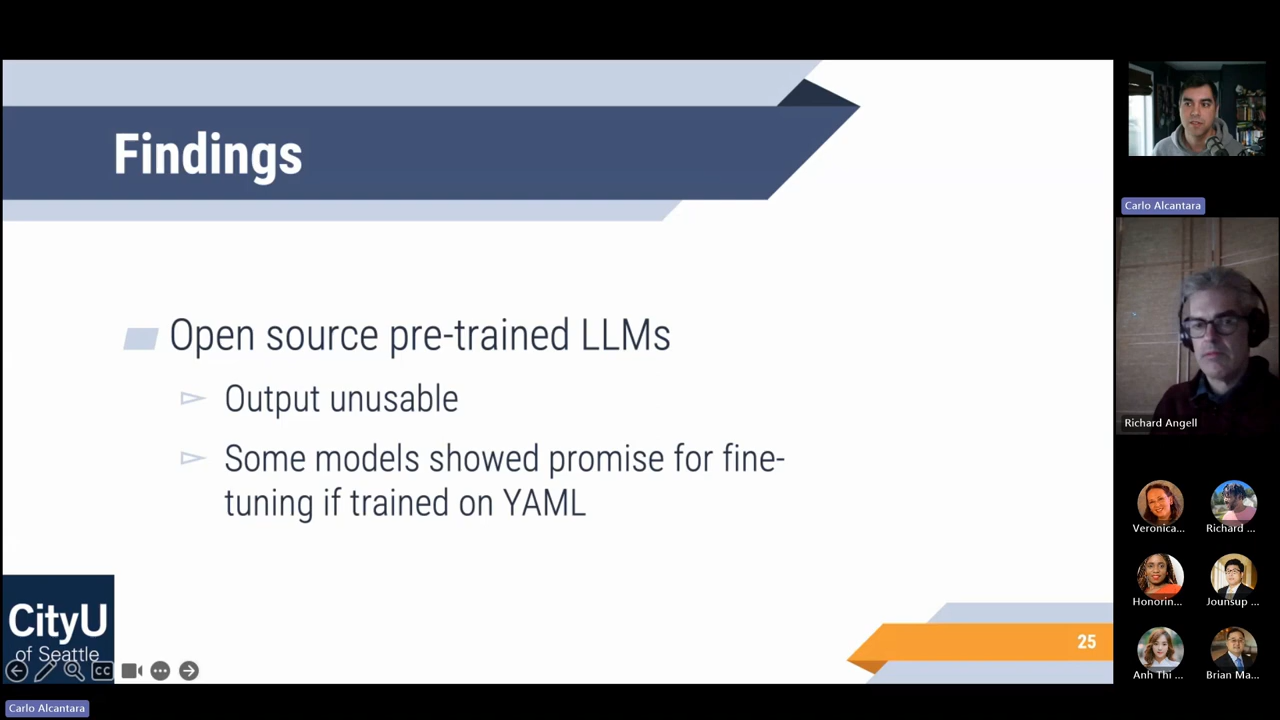 Findings
Open source pre-trained LLMs
Output unusable
Some models showed promise for fine-
tuning if trained on YAML
CityU
of Seattle
CC
25
Carlo Alcantara
Richard Angell
Veronica...
Richard ...
Honorin...
Jounsup ...
Anh Thi ...
Brian Ma...
Carlo Alcantara